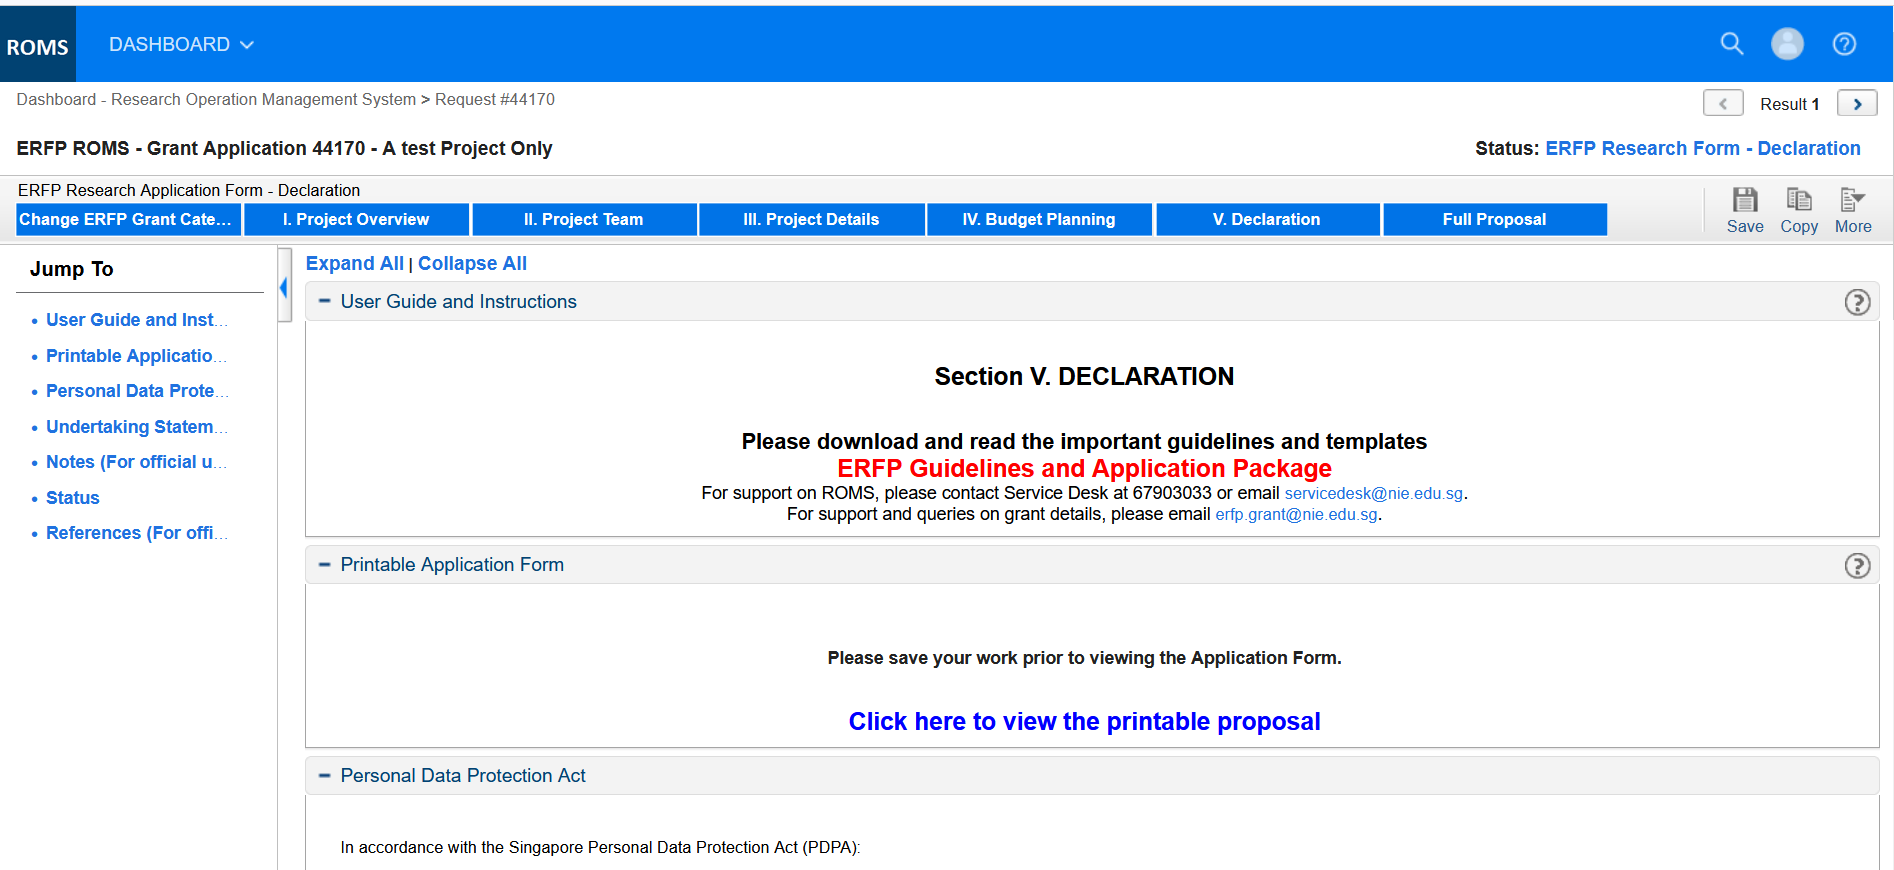 ROMS
DASHBOARD
Dashboard - Research Operation Management System > Request #44170
Result 1
ERFP ROMS - Grant Application 44170 - A test Project Only
Status: ERFP Research Form - Declaration
ERFP Research Application Form - Declaration
Change ERFP Grant Cate...
I. Project Overview
II. Project Team
III. Project Details
IV. Budget Planning
V. Declaration
Full Proposal
Save
Copy
More
Jump To
User Guide and Inst...
Printable Applicatio...
Personal Data Prote...
Undertaking Statem...
Notes (For official u...
Status
References (For offi...
Expand All | Collapse All
User Guide and Instructions
Section V. DECLARATION
Please download and read the important guidelines and templates
ERFP Guidelines and Application Package
For support on ROMS, please contact Service Desk at 67903033 or email servicedesk@nie.edu.sg.
For support and queries on grant details, please email erfp.grant@nie.edu.sg.
Printable Application Form
Please save your work prior to viewing the Application Form.
Click here to view the printable proposal
Personal Data Protection Act
In accordance with the Singapore Personal Data Protection Act (PDPA):